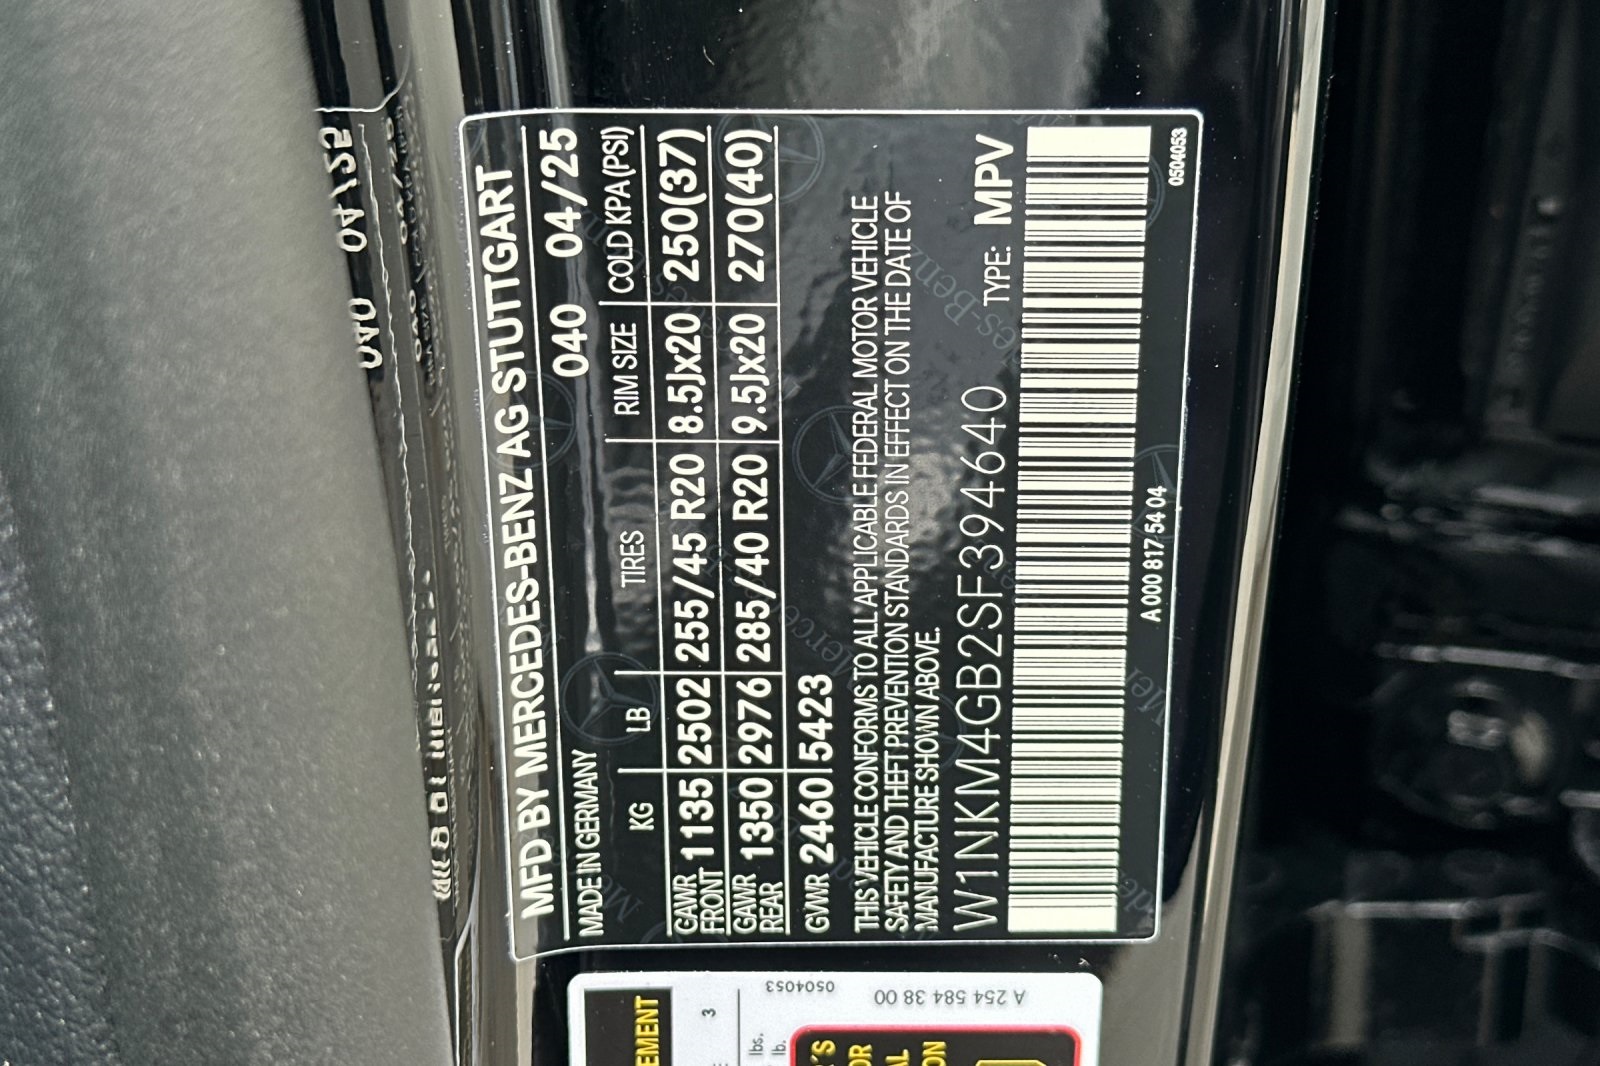 MFD BY MERCEDES-BENZ AG STUTTGART
MADE IN GERMANY 040 04/25
KG LB TIRES RIM SIZE COLD KPA (PSI)
GAWR FRONT 1135 2502 255/45 R20 8.5Jx20 250(37)
GAWR REAR 1350 2976 285/40 R20 9.5Jx20 270(40)
GVWR 2460 5423
THIS VEHICLE CONFORMS TO ALL APPLICABLE FEDERAL MOTOR VEHICLE
SAFETY AND THEFT PREVENTION STANDARDS IN EFFECT ON THE DATE OF
MANUFACTURE SHOWN ABOVE.
W1NKM4GB2SF394640 TYPE: MPV
A 000 817 54 04
0504053
0504053
A 254 584 38 00
3
lbs.
lb.